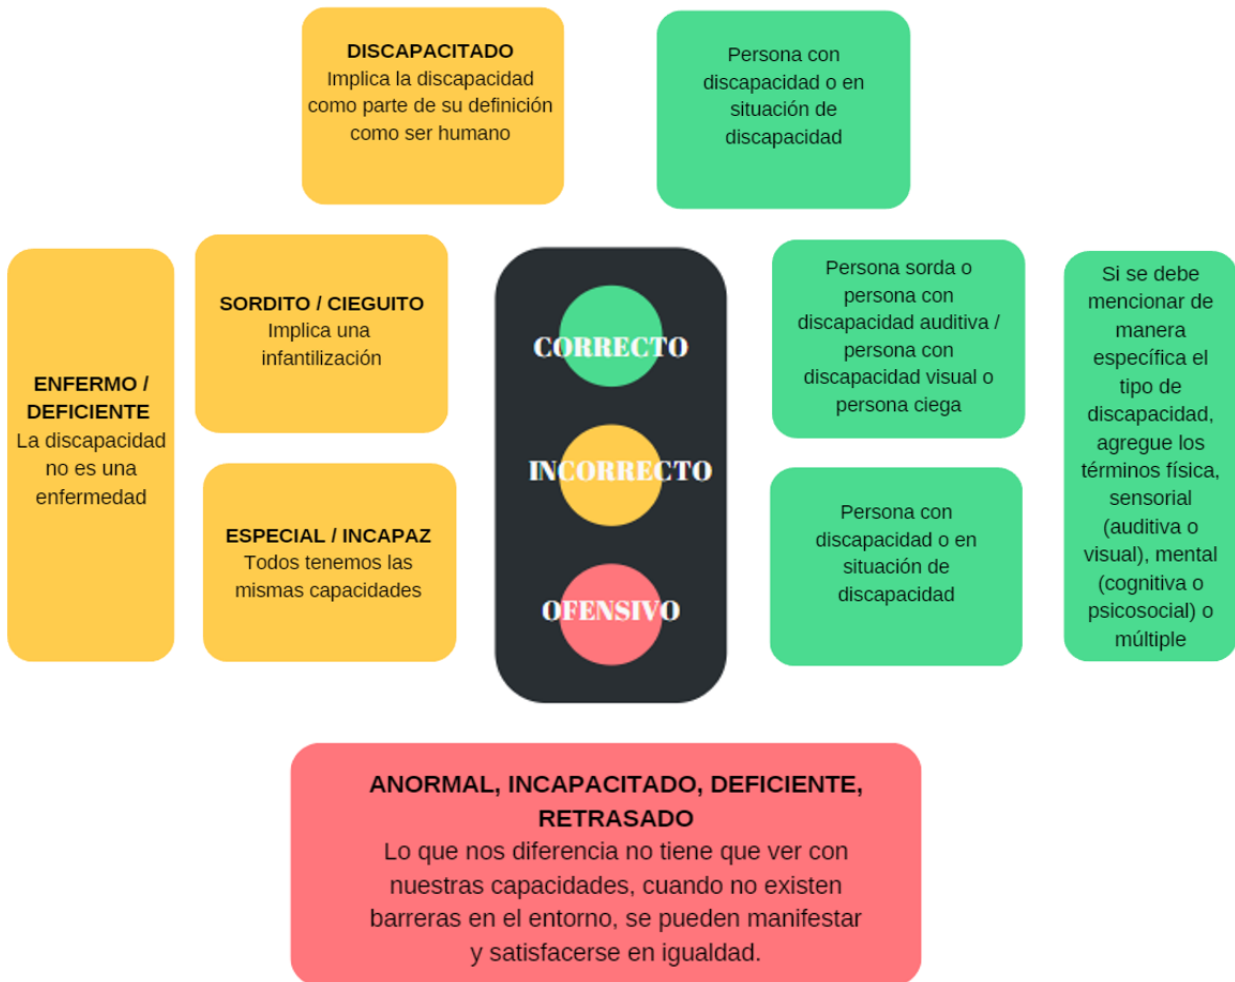 DISCAPACITADO
Implica la discapacidad
como parte de su definición
como ser humano
Persona con
discapacidad o en
situación de
discapacidad
ENFERMO /
DEFICIENTE
La discapacidad
no es una
enfermedad
SORDITO / CIEGUITO
Implica una
infantilización
ESPECIAL / INCAPAZ
Todos tenemos las
mismas capacidades
CORRECTO
INCORRECTO
OFENSIVO
Persona sorda o
persona con
discapacidad auditiva /
persona con
discapacidad visual o
persona ciega
Persona con
discapacidad o en
situación de
discapacidad
Si se debe
mencionar de
manera
específica el
tipo de
discapacidad,
agregue los
términos física,
sensorial
(auditiva o
visual), mental
(cognitiva o
psicosocial) o
múltiple
ANORMAL, INCAPACITADO, DEFICIENTE,
RETRASADO
Lo que nos diferencia no tiene que ver con
nuestras capacidades, cuando no existen
barreras en el entorno, se pueden manifestar
y satisfacerse en igualdad.